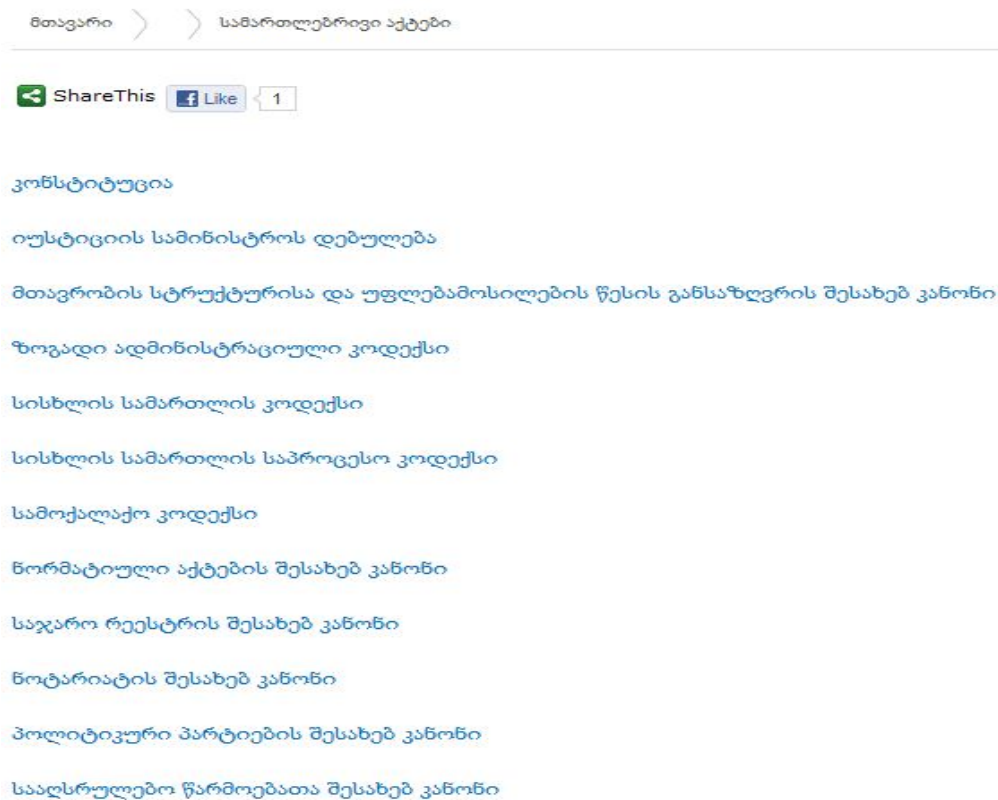 მთავარი სამართლებრივი აქტები
ShareThis Like 1
კონსტიტუცია
იუსტიციის სამინისტროს დებულება
მთავრობის სტრუქტურისა და უფლებამოსილების წესის განსაზღვრის შესახებ კანონი
ზოგადი ადმინისტრაციული კოდექსი
სისხლის სამართლის კოდექსი
სისხლის სამართლის საპროცესო კოდექსი
სამოქალაქო კოდექსი
ნორმატიული აქტების შესახებ კანონი
საჯარო რეესტრის შესახებ კანონი
ნოტარიატის შესახებ კანონი
პოლიტიკური პარტიების შესახებ კანონი
სააღსრულებო წარმოებათა შესახებ კანონი